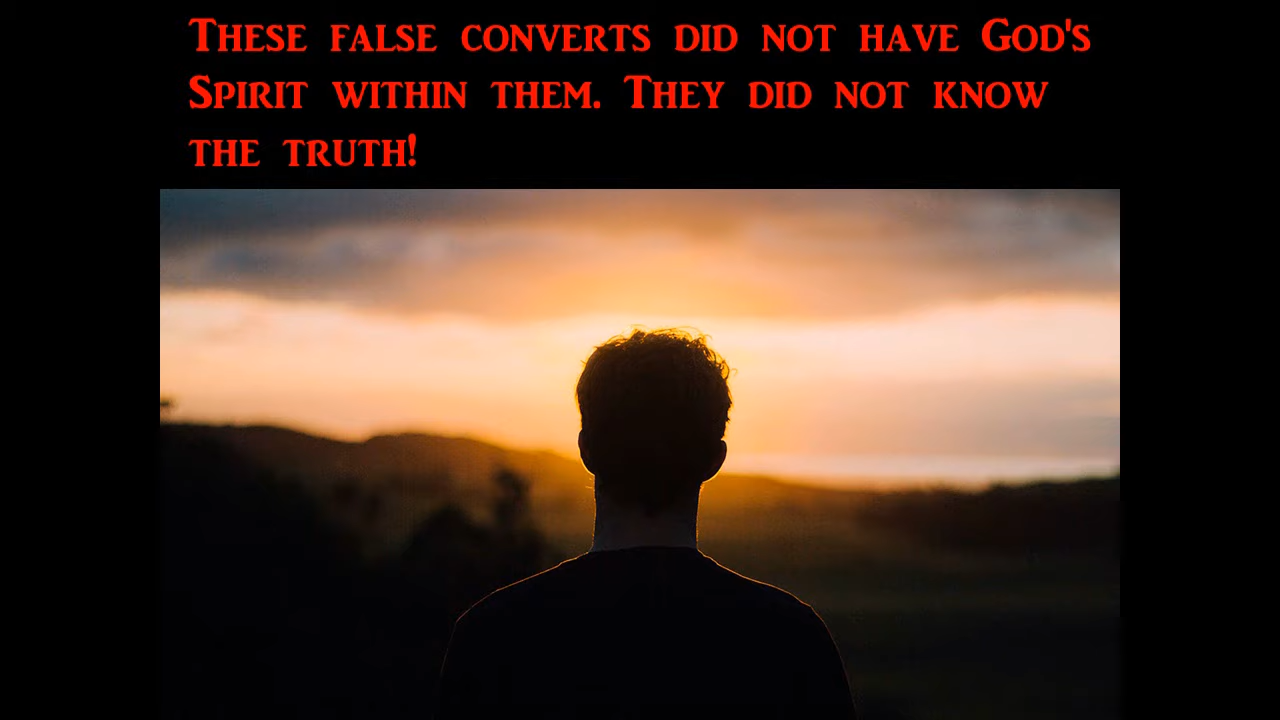 These false converts did not have God's
Spirit within them. They did not know
the truth!